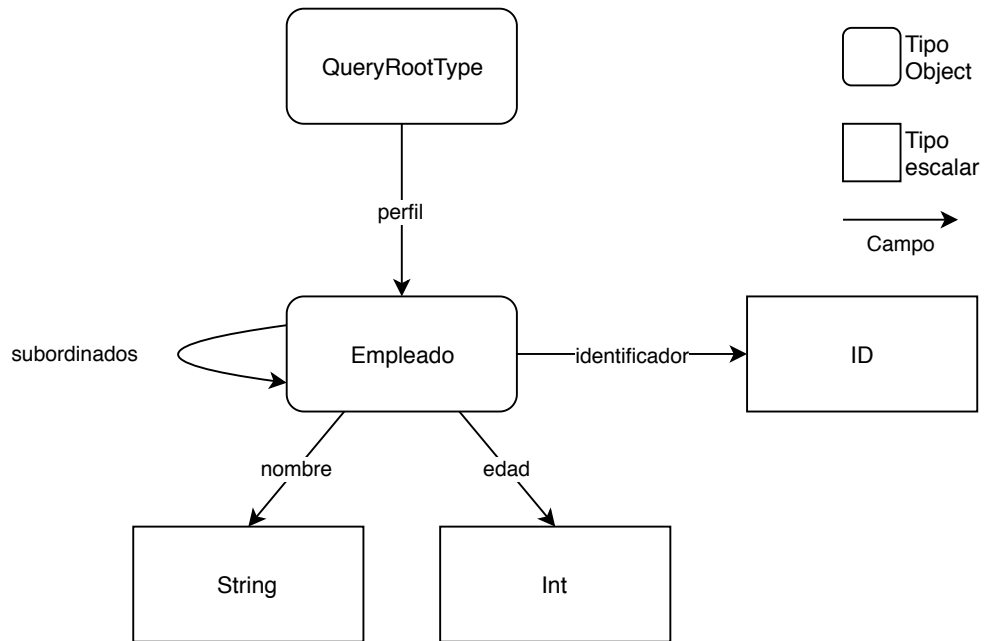 QueryRootType
Tipo
Object
Tipo
escalar
Campo
perfil
subordinados
Empleado
identificador
ID
nombre
edad
String
Int